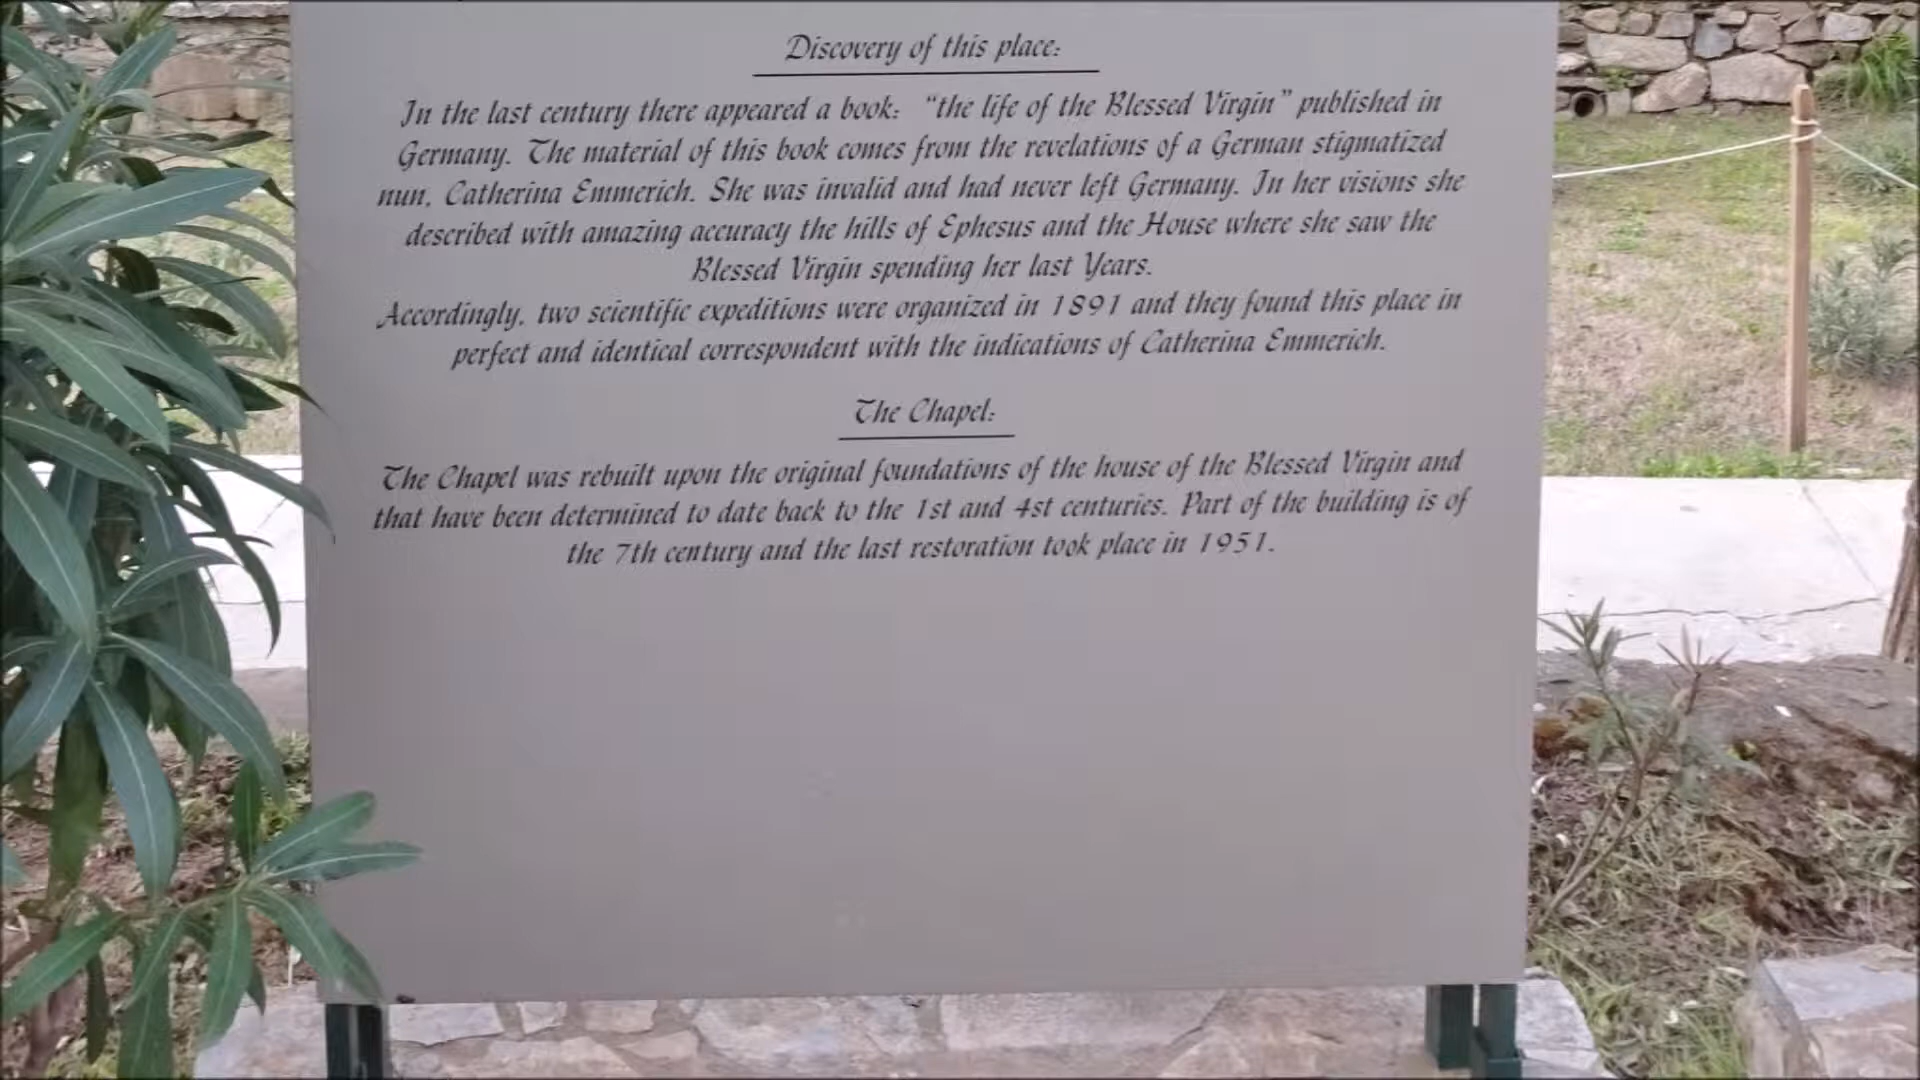 Discovery of this place:
In the last century there appeared a book: “the life of the Blessed Virgin” published in
Germany. The material of this book comes from the revelations of a German stigmatized
nun, Catherina Emmerich. She was invalid and had never left Germany. In her visions she
described with amazing accuracy the hills of Ephesus and the House where she saw the
Blessed Virgin spending her last Years.
Accordingly, two scientific expeditions were organized in 1891 and they found this place in
perfect and identical correspondent with the indications of Catherina Emmerich.
The Chapel:
The Chapel was rebuilt upon the original foundations of the house of the Blessed Virgin and
that have been determined to date back to the 1st and 4st centuries. Part of the building is of
the 7th century and the last restoration took place in 1951.